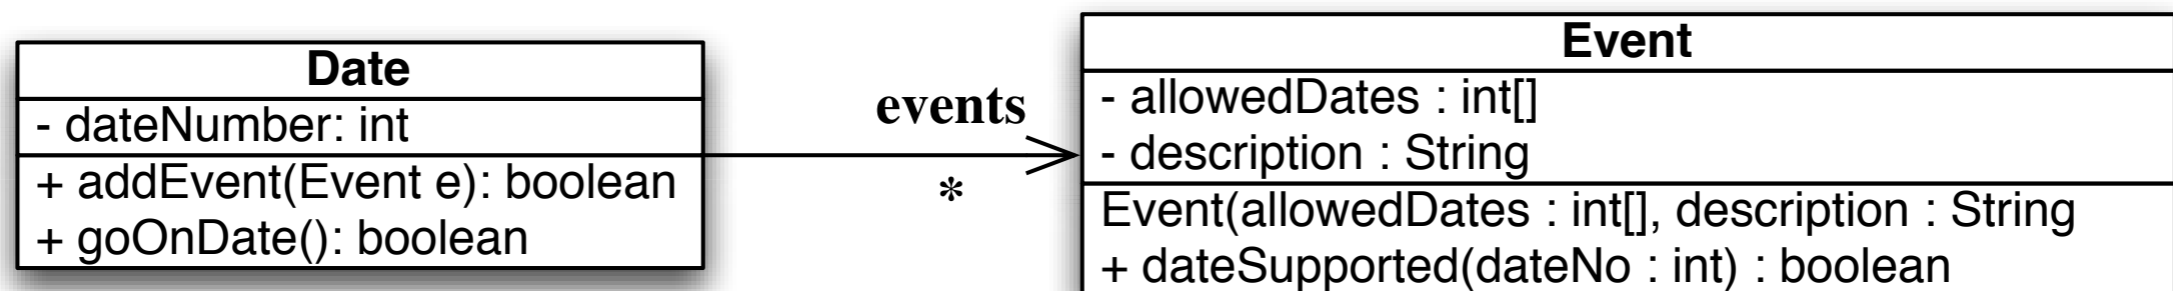 Date
- dateNumber: int
+ addEvent(Event e): boolean
+ goOnDate(): boolean
events
*
Event
- allowedDates : int[]
- description : String
Event(allowedDates : int[], description : String
+ dateSupported(dateNo : int) : boolean